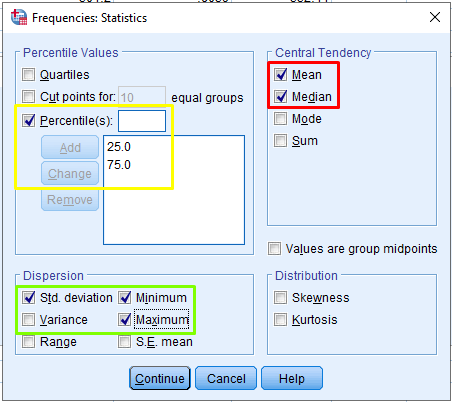 Frequencies: Statistics
Percentile Values
Quartiles
Cut points for: 10 equal groups
Percentile(s):
Add
Change
Remove
25.0
75.0
Central Tendency
Mean
Median
Mode
Sum
Values are group midpoints
Dispersion
Std. deviation Minimum
Variance Maximum
Range S.E. mean
Distribution
Skewness
Kurtosis
Continue Cancel Help